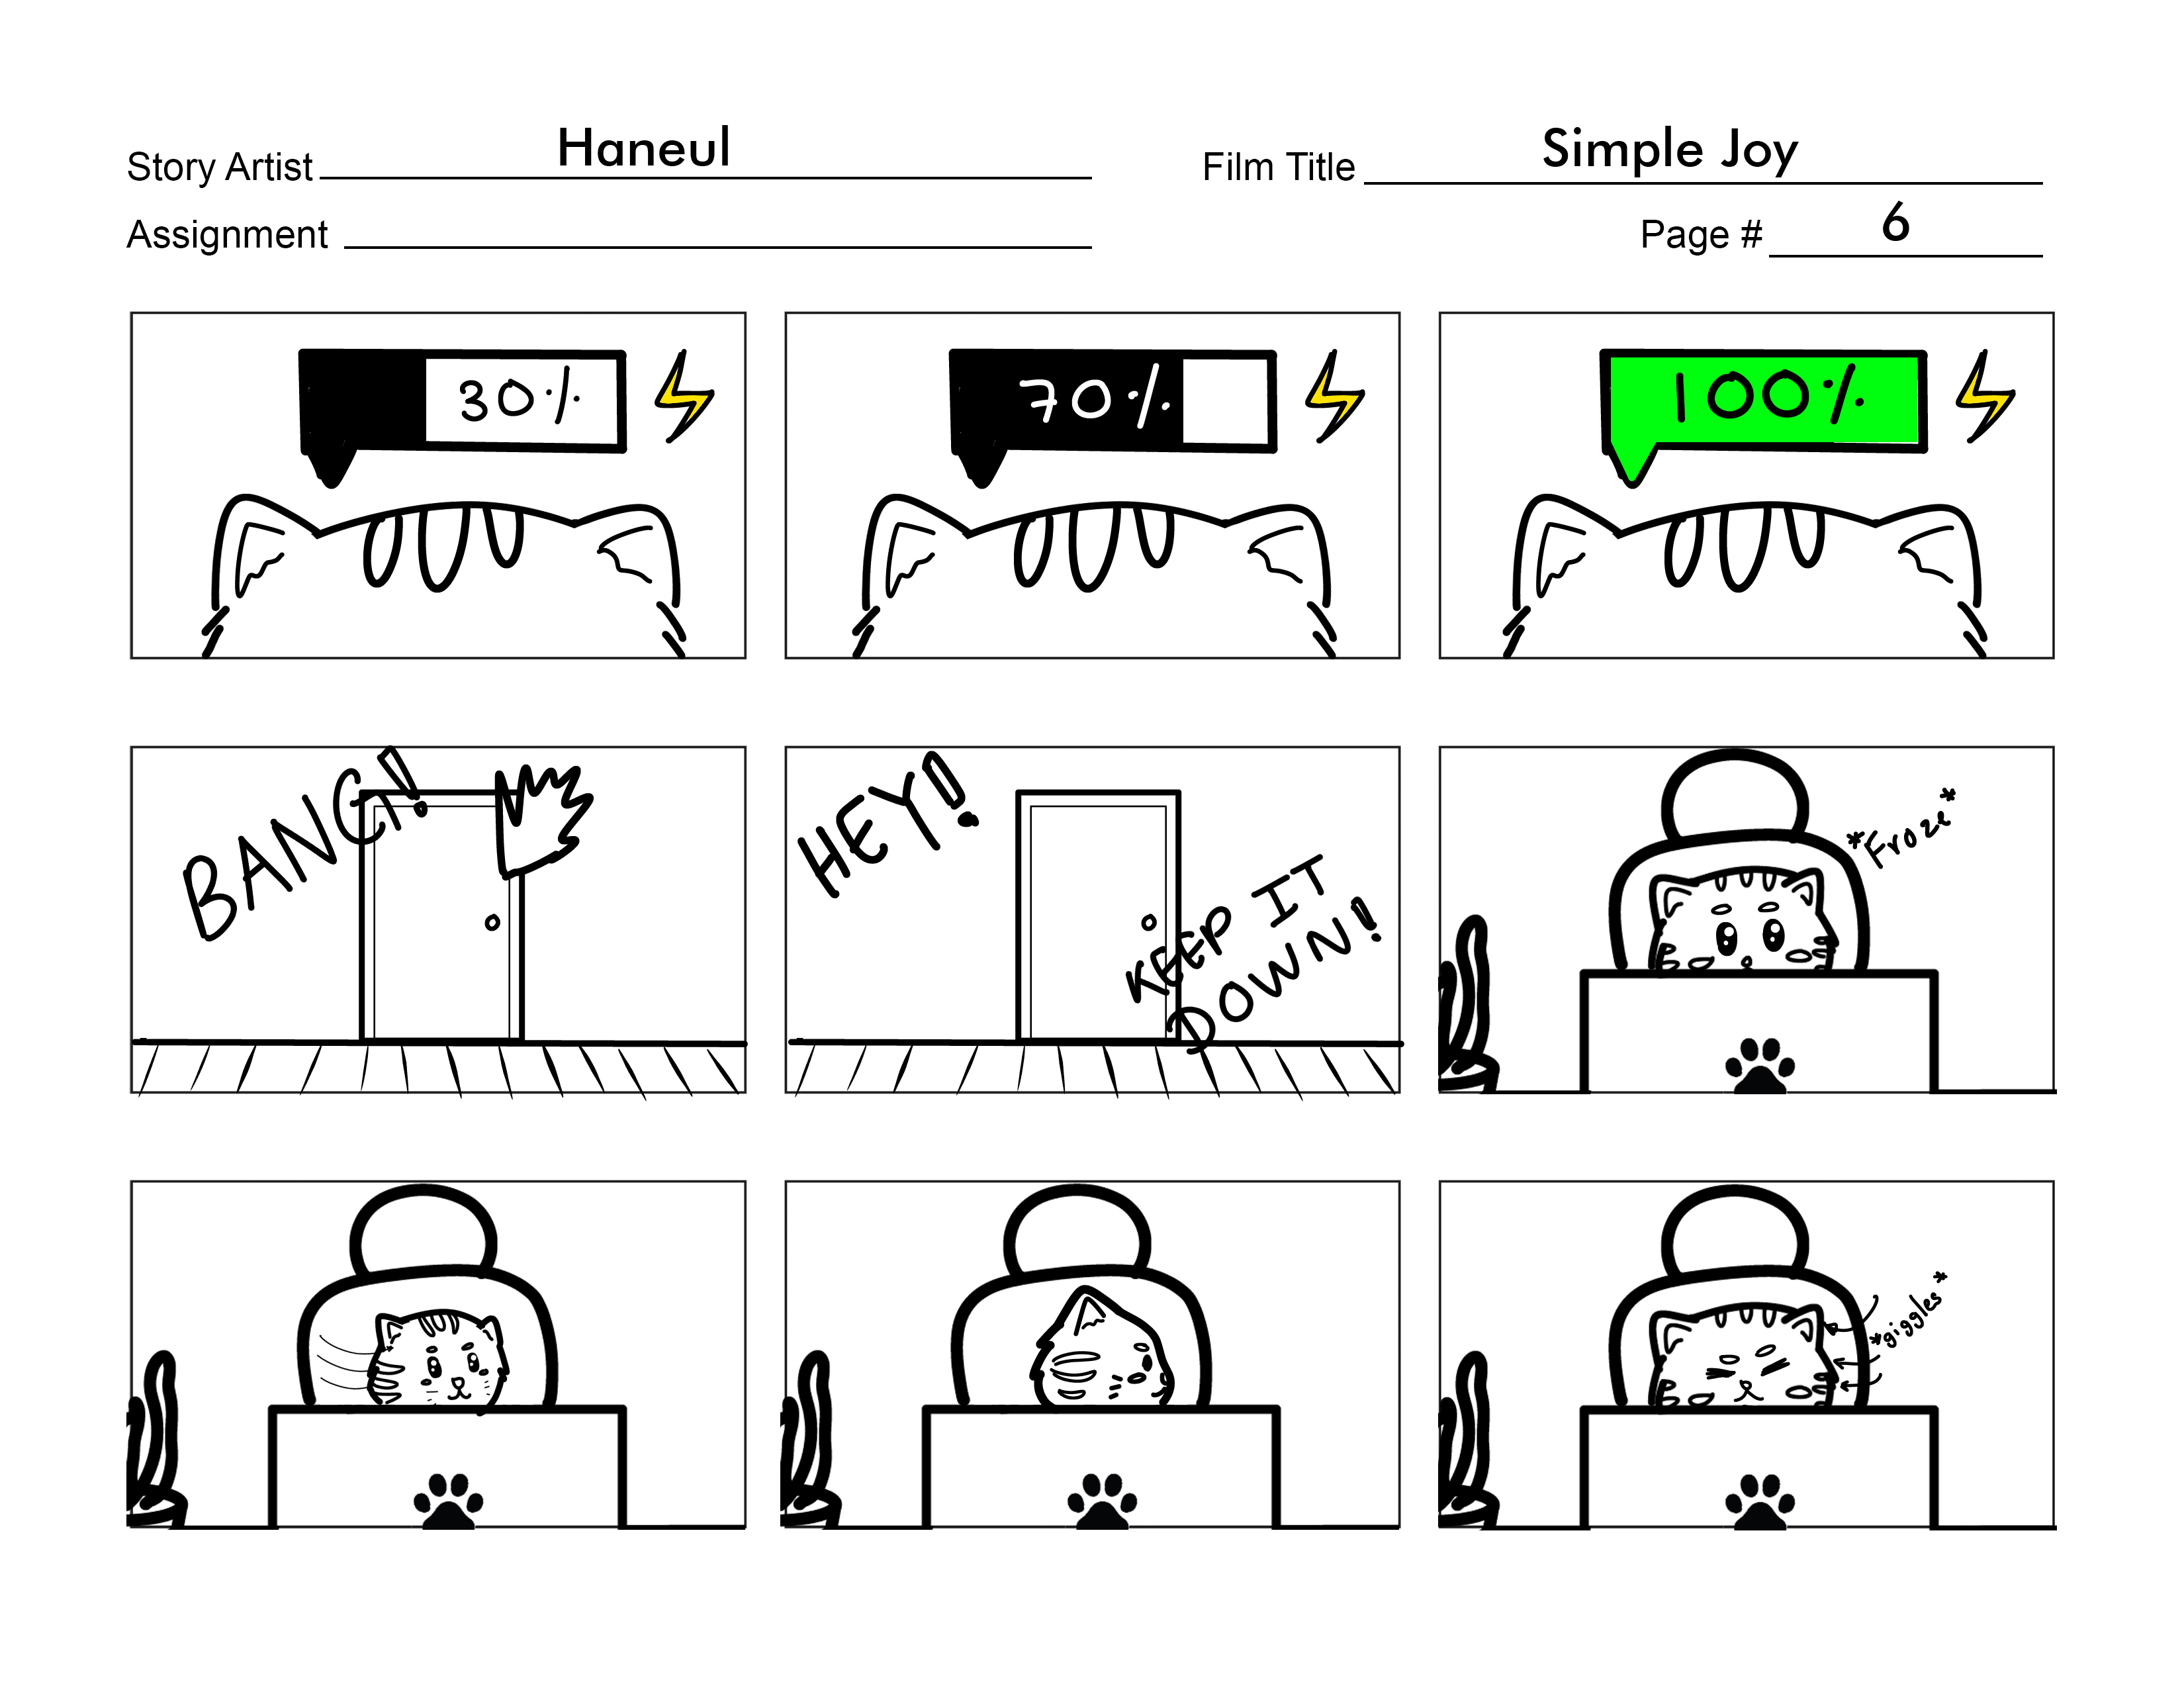 Story Artist Haneul
Film Title Simple Joy
Assignment
Page # 6
30%
70%
100%
BANG!
HEY!!
KEEP IT
DOWN!
*Froze*
*giggles*